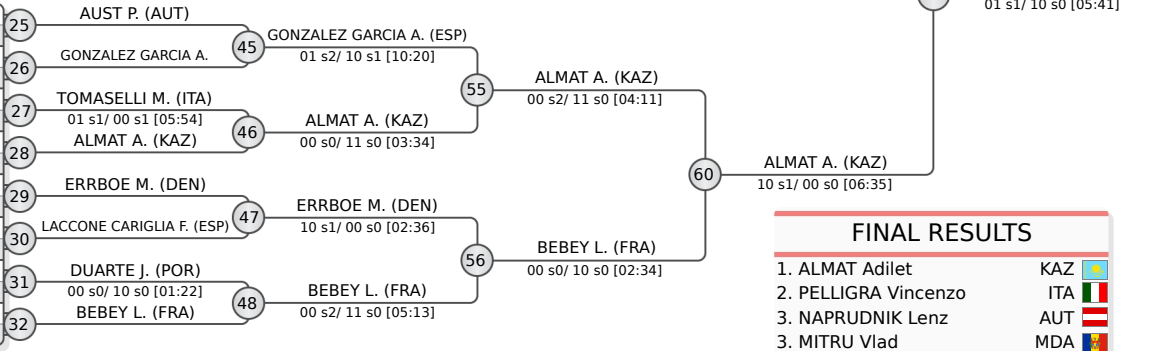 01 s1/ 10 s0 [05:41]
25
AUST P. (AUT)
45
GONZALEZ GARCIA A. (ESP)
01 s2/ 10 s1 [10:20]
26
GONZALEZ GARCIA A.
55
ALMAT A. (KAZ)
00 s2/ 11 s0 [04:11]
27
TOMASELLI M. (ITA)
01 s1/ 00 s1 [05:54]
46
ALMAT A. (KAZ)
00 s0/ 11 s0 [03:34]
28
ALMAT A. (KAZ)
60
ALMAT A. (KAZ)
10 s1/ 00 s0 [06:35]
29
ERRBOE M. (DEN)
47
ERRBOE M. (DEN)
10 s1/ 00 s0 [02:36]
30
LACCONE CARIGLIA F. (ESP)
56
BEBEY L. (FRA)
00 s0/ 10 s0 [02:34]
31
DUARTE J. (POR)
00 s0/ 10 s0 [01:22]
48
BEBEY L. (FRA)
00 s2/ 11 s0 [05:13]
32
BEBEY L. (FRA)
FINAL RESULTS
1. ALMAT Adilet KAZ
2. PELLIGRA Vincenzo ITA
3. NAPRUDNIK Lenz AUT
3. MITRU Vlad MDA